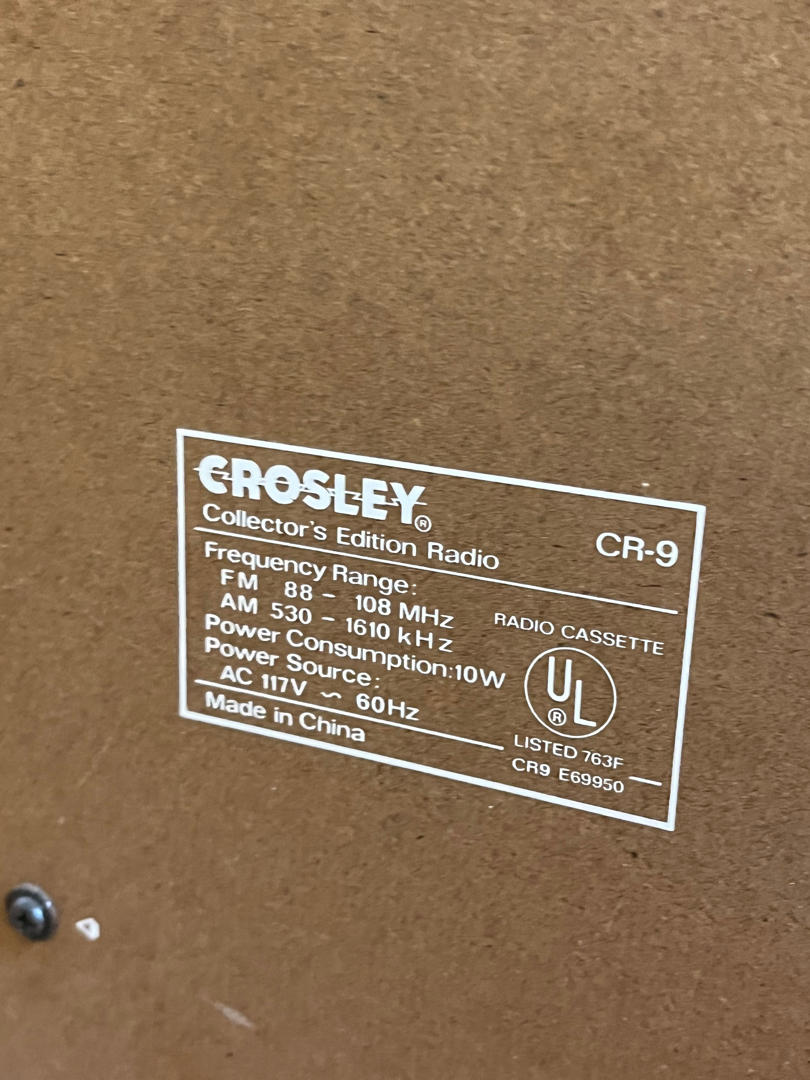 CROSLEY®
Collector's Edition Radio CR-9
Frequency Range:
FM 88 - 108 MHz
AM 530 - 1610 kHz
Power Consumption:10W
Power Source:
AC 117V ∽ 60Hz
Made in China
RADIO CASSETTE
UL®
LISTED 763F
CR9 E69950